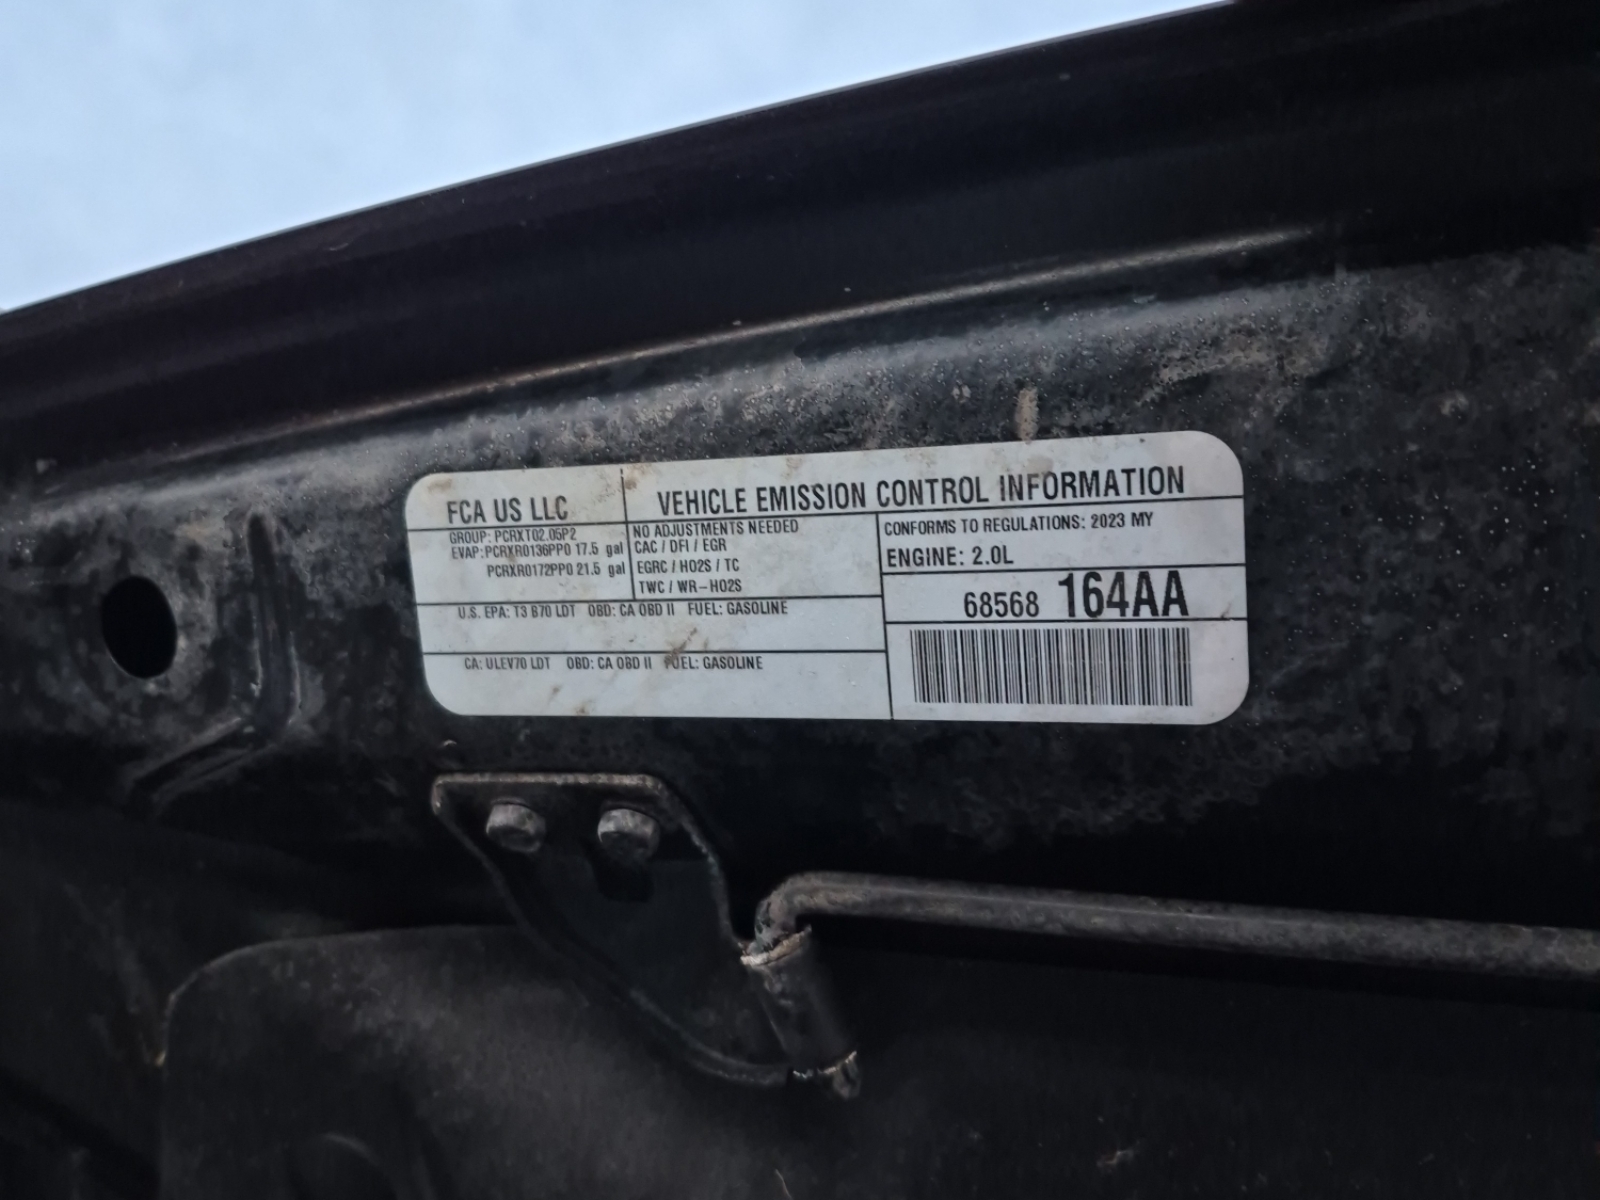 FCA US LLC
VEHICLE EMISSION CONTROL INFORMATION
GROUP: PCRXT02.05P2
EVAP: PCRXR0136PP0 17.5 gal
PCRXR0172PP0 21.5 gal
NO ADJUSTMENTS NEEDED
CAC / DFI / EGR
EGRC / HO2S / TC
TWC / WR-HO2S
CONFORMS TO REGULATIONS: 2023 MY
ENGINE: 2.0L
68568 164AA
U.S. EPA: T3 B70 LDT OBD: CA OBD II FUEL: GASOLINE
CA: ULEV70 LDT OBD: CA OBD II FUEL: GASOLINE